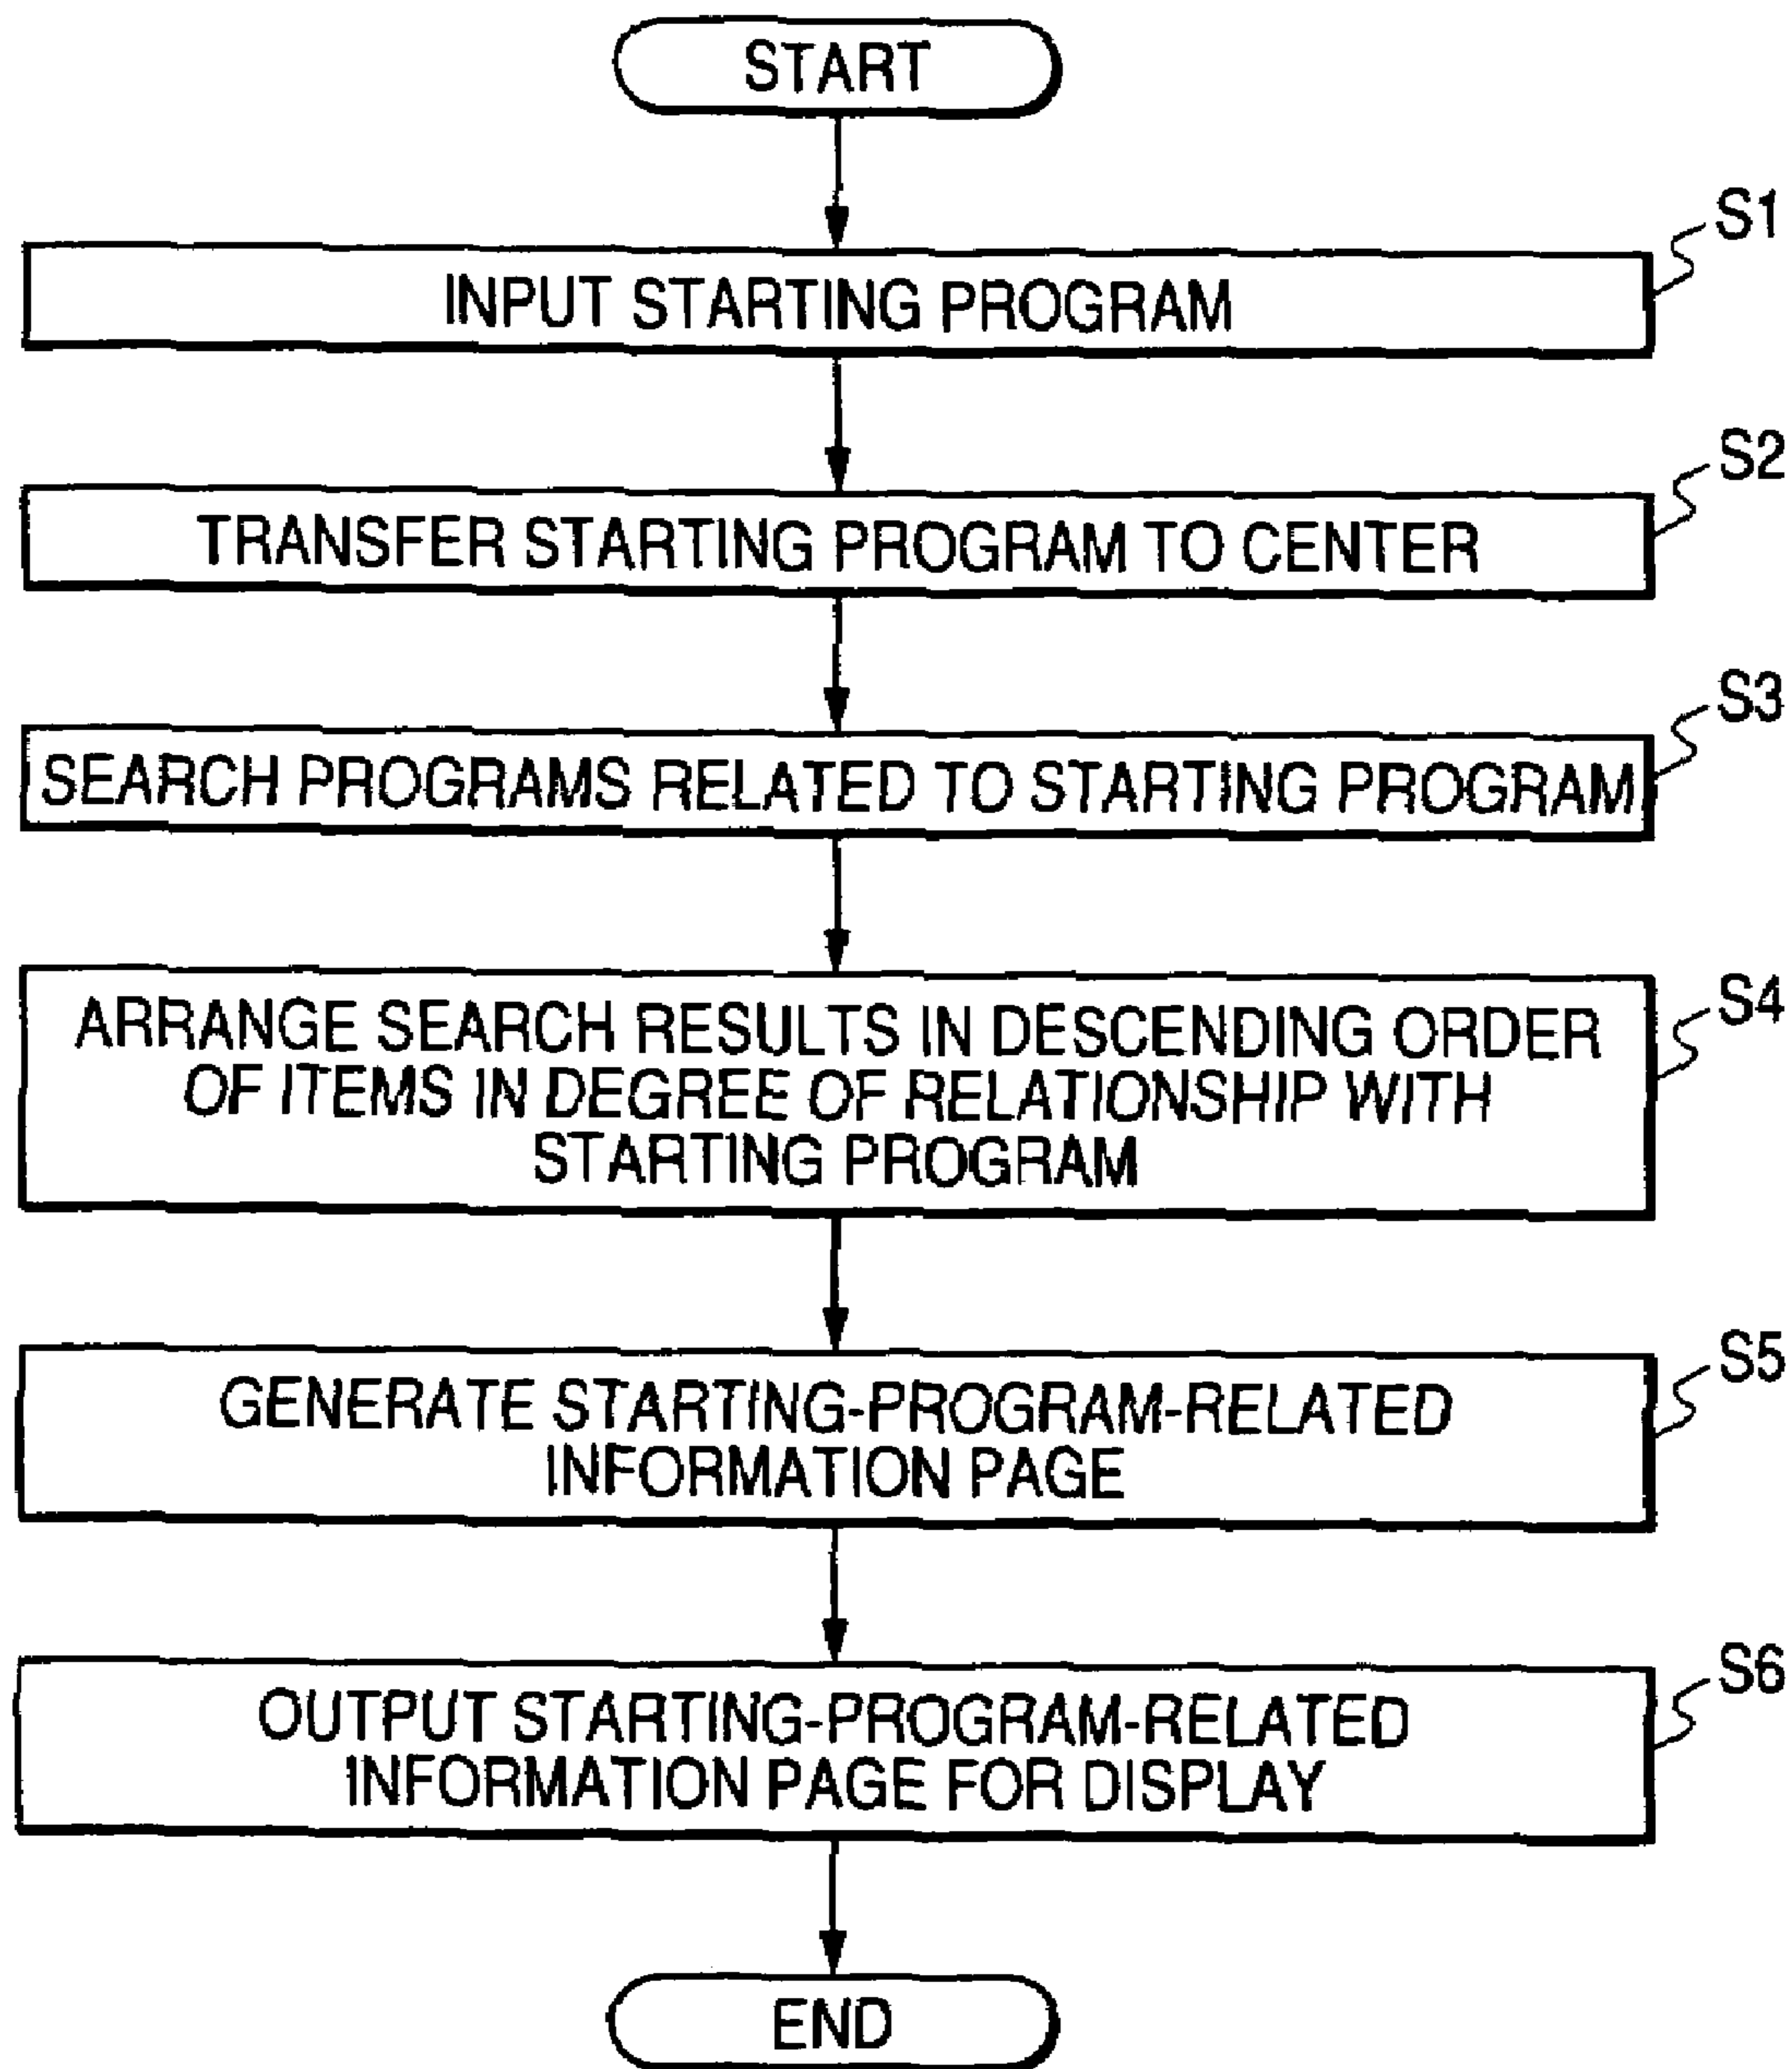 START
S1
INPUT STARTING PROGRAM
S2
TRANSFER STARTING PROGRAM TO CENTER
S3
SEARCH PROGRAMS RELATED TO STARTING PROGRAM
S4
ARRANGE SEARCH RESULTS IN DESCENDING ORDER
OF ITEMS IN DEGREE OF RELATIONSHIP WITH
STARTING PROGRAM
S5
GENERATE STARTING-PROGRAM-RELATED
INFORMATION PAGE
S6
OUTPUT STARTING-PROGRAM-RELATED
INFORMATION PAGE FOR DISPLAY
END